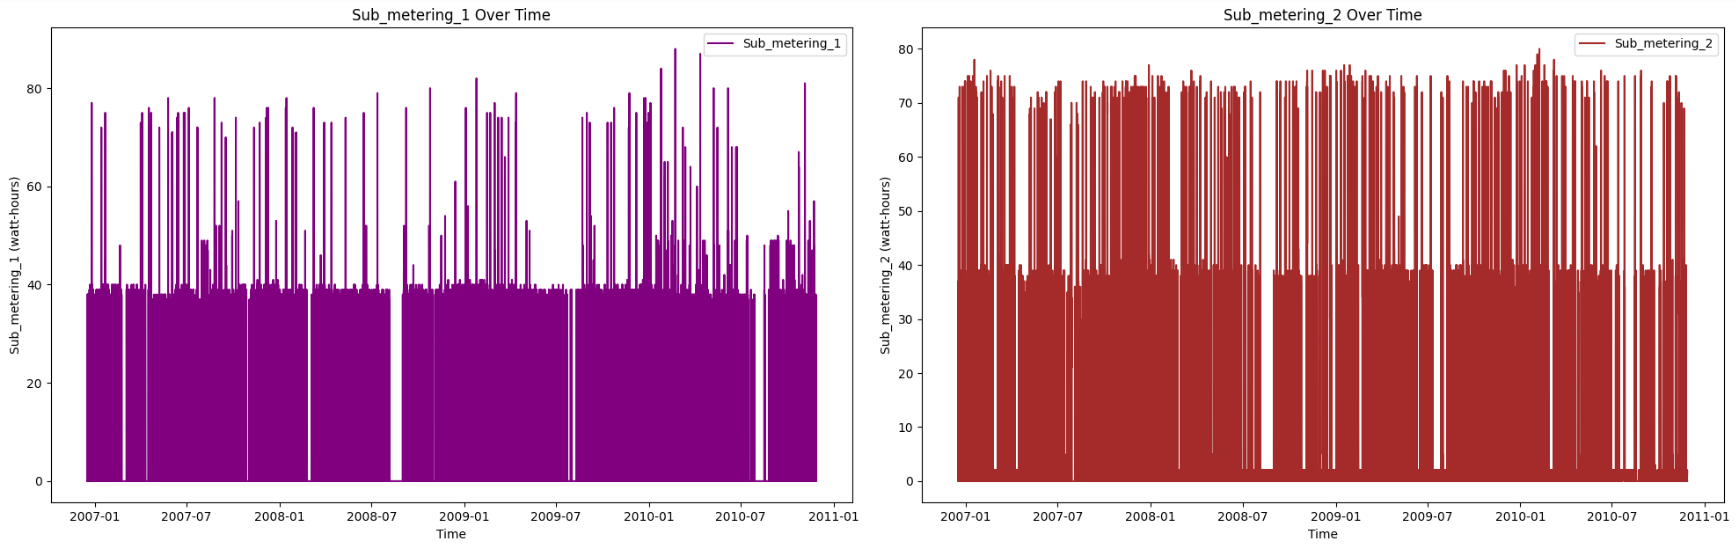 Sub_metering_1 Over Time
Sub_metering_1
Sub_metering_1 (watt-hours)
80
60
40
20
0
2007-01 2007-07 2008-01 2008-07 2009-01 2009-07 2010-01 2010-07 2011-01
Time
Sub_metering_2 Over Time
Sub_metering_2
Sub_metering_2 (watt-hours)
80
70
60
50
40
30
20
10
0
2007-01 2007-07 2008-01 2008-07 2009-01 2009-07 2010-01 2010-07 2011-01
Time